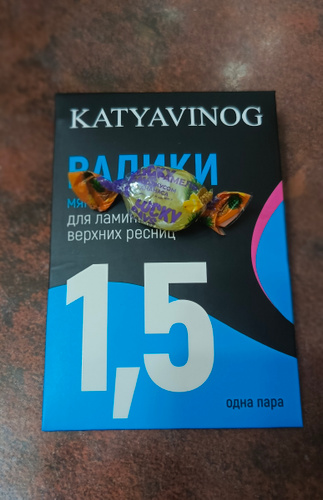 KATYAVINOG
ВАЛИКИ
для ламин
верхних ресниц
1,5
одна пара